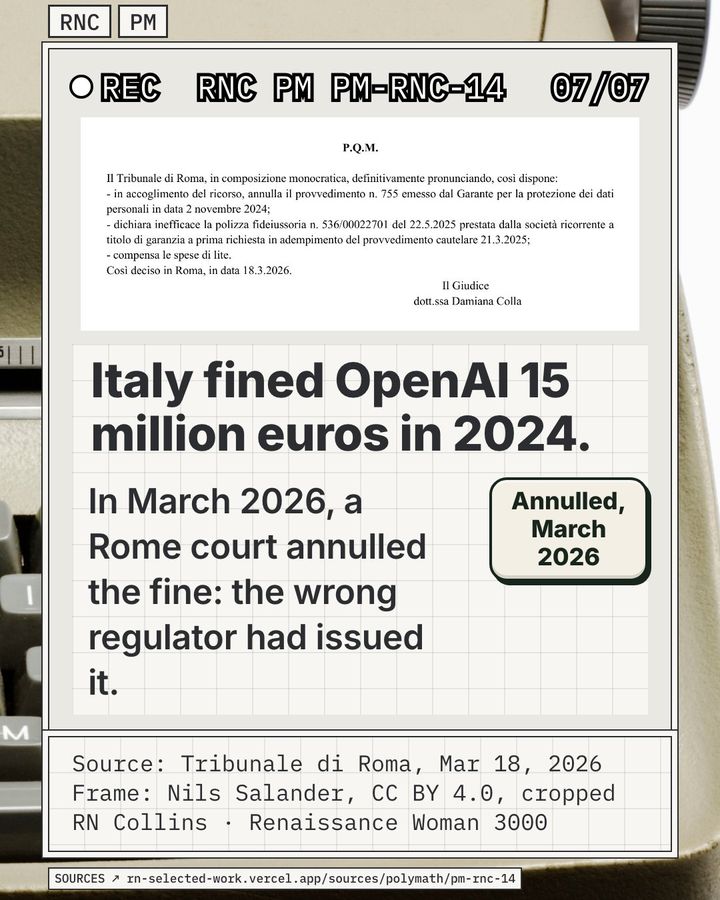 RNC PM
REC RNC PM PM-RNC-14 07/07
P.Q.M.
Il Tribunale di Roma, in composizione monocratica, definitivamente pronunciando, così dispone:
- in accoglimento del ricorso, annulla il provvedimento n. 755 emesso dal Garante per la protezione dei dati
personali in data 2 novembre 2024;
- dichiara inefficace la polizza fideiussoria n. 536/00022701 del 22.5.2025 prestata dalla società ricorrente a
titolo di garanzia a prima richiesta in adempimento del provvedimento cautelare 21.3.2025;
- compensa le spese di lite.
Così deciso in Roma, in data 18.3.2026.
Il Giudice
dott.ssa Damiana Colla
Italy fined OpenAI 15
million euros in 2024.
In March 2026, a
Rome court annulled
the fine: the wrong
regulator had issued
it.
Annulled,
March
2026
M
Source: Tribunale di Roma, Mar 18, 2026
Frame: Nils Salander, CC BY 4.0, cropped
RN Collins · Renaissance Woman 3000
SOURCES ↗ rn-selected-work.vercel.app/sources/polymath/pm-rnc-14